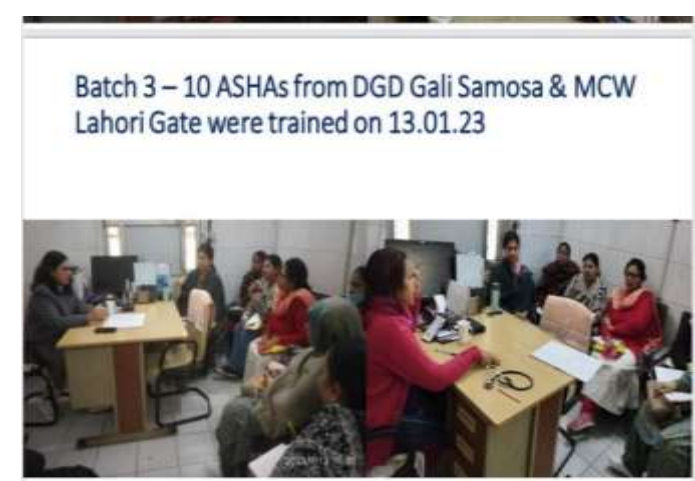 Batch 3 – 10 ASHAs from DGD Gali Samosa & MCW
Lahori Gate were trained on 13.01.23